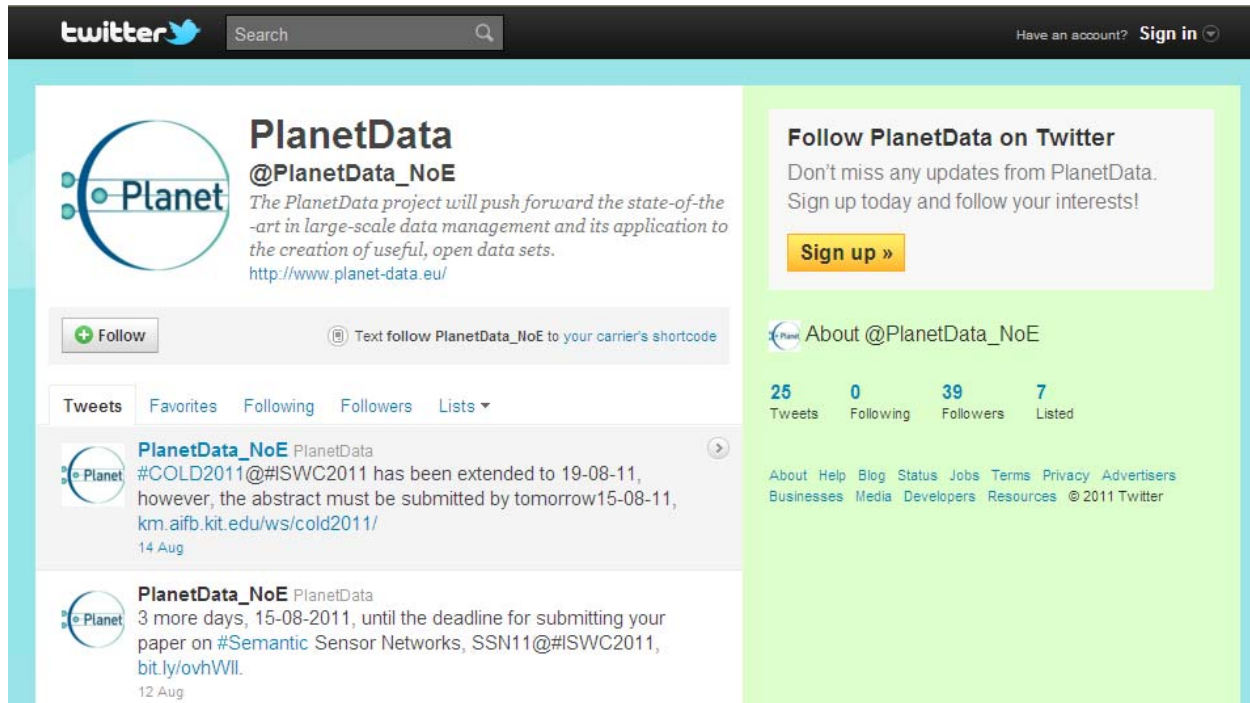 twitter
Search
Have an account? Sign in
Planet
PlanetData
@PlanetData_NoE
The PlanetData project will push forward the state-of-the
-art in large-scale data management and its application to
the creation of useful, open data sets.
http://www.planet-data.eu/
Follow
Text follow PlanetData_NoE to your carrier's shortcode
Tweets Favorites Following Followers Lists
Planet
PlanetData_NoE PlanetData
#COLD2011@#ISWC2011 has been extended to 19-08-11,
however, the abstract must be submitted by tomorrow15-08-11,
km.aifb.kit.edu/ws/cold2011/
14 Aug
Planet
PlanetData_NoE PlanetData
3 more days, 15-08-2011, until the deadline for submitting your
paper on #Semantic Sensor Networks, SSN11@#ISWC2011,
bit.ly/ovhWll.
12 Aug
Follow PlanetData on Twitter
Don't miss any updates from PlanetData.
Sign up today and follow your interests!
Sign up »
Planet
About @PlanetData_NoE
25 0 39 7
Tweets Following Followers Listed
About Help Blog Status Jobs Terms Privacy Advertisers
Businesses Media Developers Resources © 2011 Twitter